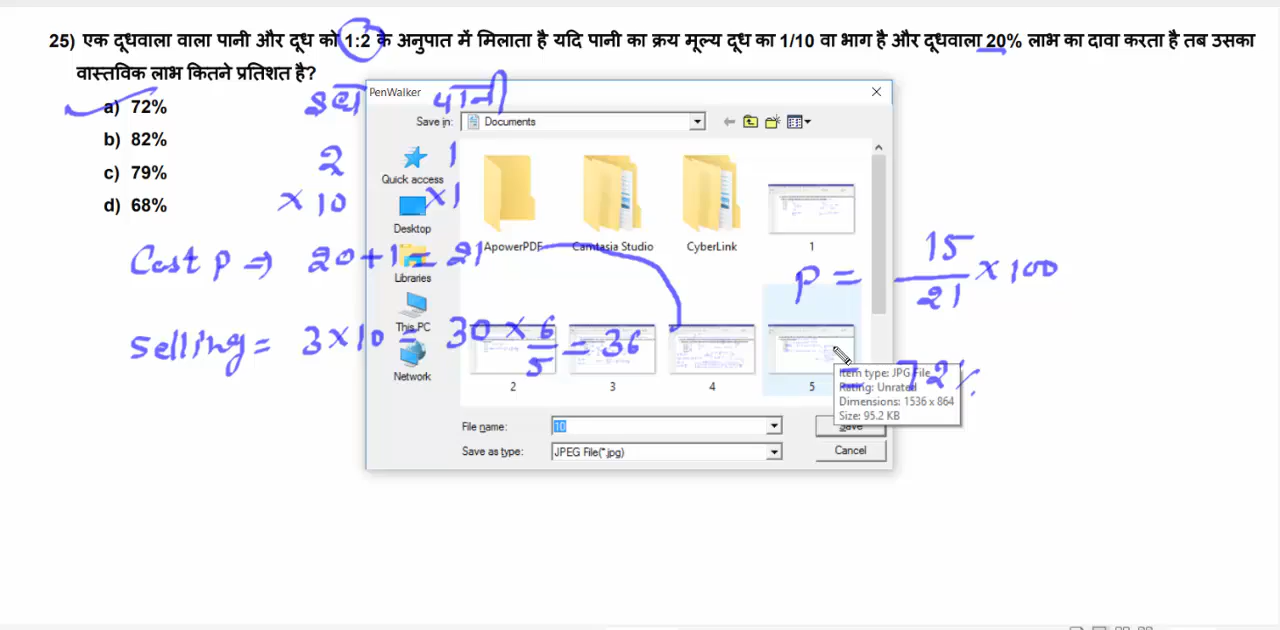 25) एक दूधवाला वाला पानी और दूध को 1:2 के अनुपात में मिलाता है यदि पानी का क्रय मूल्य दूध का 1/10 वा भाग है और दूधवाला 20% लाभ का दावा करता है तब उसका
वास्तविक लाभ कितने प्रतिशत है?
a) 72%
b) 82%
c) 79%
d) 68%
दूध पानी
2 1
×10 ×1
Cost P ⇒ 20+1=21
Selling = 3×10 = 30 × 6/5 = 36
P = 15/21 × 100
= 72%
PenWalker
Save in: Documents
Quick access
Desktop
Libraries
This PC
Network
ApowerPDF Camtasia Studio CyberLink 1
2 3 4 5
Item type: JPG File
Rating: Unrated
Dimensions: 1536 x 864
Size: 95.2 KB
File name: 10 Save
Save as type: JPEG File(*.jpg) Cancel